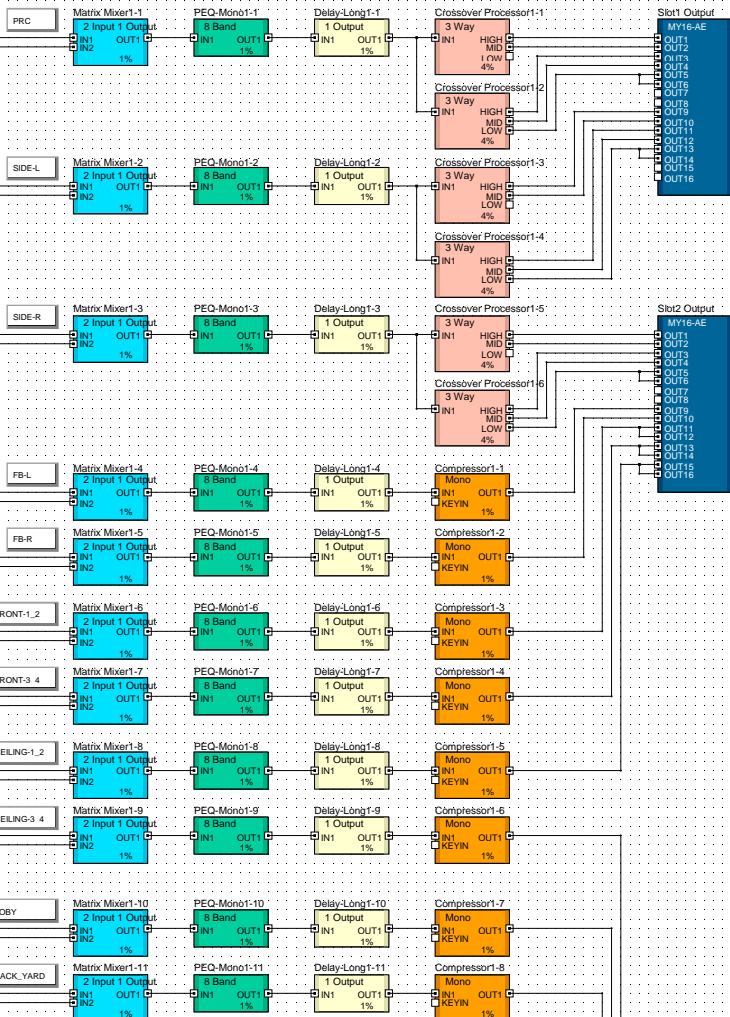 PRC
Matrix Mixer1-1
2 Input 1 Output
IN1 OUT1
IN2
1%
PEQ-Mono1-1
8 Band
IN1 OUT1
1%
Delay-Long1-1
1 Output
IN1 OUT1
1%
Crossover Processor1-1
3 Way
IN1 HIGH
MID
LOW
4%
Crossover Processor1-2
3 Way
IN1 HIGH
MID
LOW
4%
Slot1 Output
MY16-AE
OUT1
OUT2
OUT3
OUT4
OUT5
OUT6
OUT7
OUT8
OUT9
OUT10
OUT11
OUT12
OUT13
OUT14
OUT15
OUT16
SIDE-L
Matrix Mixer1-2
2 Input 1 Output
IN1 OUT1
IN2
1%
PEQ-Mono1-2
8 Band
IN1 OUT1
1%
Delay-Long1-2
1 Output
IN1 OUT1
1%
Crossover Processor1-3
3 Way
IN1 HIGH
MID
LOW
4%
Crossover Processor1-4
3 Way
IN1 HIGH
MID
LOW
4%
SIDE-R
Matrix Mixer1-3
2 Input 1 Output
IN1 OUT1
IN2
1%
PEQ-Mono1-3
8 Band
IN1 OUT1
1%
Delay-Long1-3
1 Output
IN1 OUT1
1%
Crossover Processor1-5
3 Way
IN1 HIGH
MID
LOW
4%
Crossover Processor1-6
3 Way
IN1 HIGH
MID
LOW
4%
Slot2 Output
MY16-AE
OUT1
OUT2
OUT3
OUT4
OUT5
OUT6
OUT7
OUT8
OUT9
OUT10
OUT11
OUT12
OUT13
OUT14
OUT15
OUT16
FB-L
Matrix Mixer1-4
2 Input 1 Output
IN1 OUT1
IN2
1%
PEQ-Mono1-4
8 Band
IN1 OUT1
1%
Delay-Long1-4
1 Output
IN1 OUT1
1%
Compressor1-1
Mono
IN1 OUT1
KEYIN
1%
FB-R
Matrix Mixer1-5
2 Input 1 Output
IN1 OUT1
IN2
1%
PEQ-Mono1-5
8 Band
IN1 OUT1
1%
Delay-Long1-5
1 Output
IN1 OUT1
1%
Compressor1-2
Mono
IN1 OUT1
KEYIN
1%
RONT-1_2
Matrix Mixer1-6
2 Input 1 Output
IN1 OUT1
IN2
1%
PEQ-Mono1-6
8 Band
IN1 OUT1
1%
Delay-Long1-6
1 Output
IN1 OUT1
1%
Compressor1-3
Mono
IN1 OUT1
KEYIN
1%
RONT-3 4
Matrix Mixer1-7
2 Input 1 Output
IN1 OUT1
IN2
1%
PEQ-Mono1-7
8 Band
IN1 OUT1
1%
Delay-Long1-7
1 Output
IN1 OUT1
1%
Compressor1-4
Mono
IN1 OUT1
KEYIN
1%
EILING-1_2
Matrix Mixer1-8
2 Input 1 Output
IN1 OUT1
IN2
1%
PEQ-Mono1-8
8 Band
IN1 OUT1
1%
Delay-Long1-8
1 Output
IN1 OUT1
1%
Compressor1-5
Mono
IN1 OUT1
KEYIN
1%
EILING-3 4
Matrix Mixer1-9
2 Input 1 Output
IN1 OUT1
IN2
1%
PEQ-Mono1-9
8 Band
IN1 OUT1
1%
Delay-Long1-9
1 Output
IN1 OUT1
1%
Compressor1-6
Mono
IN1 OUT1
KEYIN
1%
OBY
Matrix Mixer1-10
2 Input 1 Output
IN1 OUT1
IN2
1%
PEQ-Mono1-10
8 Band
IN1 OUT1
1%
Delay-Long1-10
1 Output
IN1 OUT1
1%
Compressor1-7
Mono
IN1 OUT1
KEYIN
1%
ACK_YARD
Matrix Mixer1-11
2 Input 1 Output
IN1 OUT1
IN2
1%
PEQ-Mono1-11
8 Band
IN1 OUT1
1%
Delay-Long1-11
1 Output
IN1 OUT1
1%
Compressor1-8
Mono
IN1 OUT1
KEYIN
1%